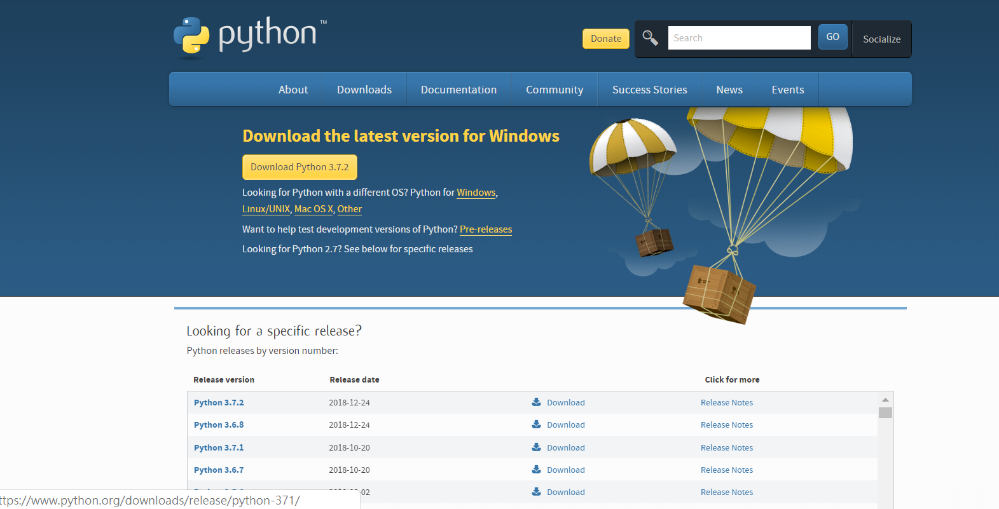 python™
Donate
Search
GO
Socialize
About
Downloads
Documentation
Community
Success Stories
News
Events
Download the latest version for Windows
Download Python 3.7.2
Looking for Python with a different OS? Python for Windows,
Linux/UNIX, Mac OS X, Other
Want to help test development versions of Python? Pre-releases
Looking for Python 2.7? See below for specific releases
Looking for a specific release?
Python releases by version number:
Release version Release date Click for more
Python 3.7.2 2018-12-24 Download Release Notes
Python 3.6.8 2018-12-24 Download Release Notes
Python 3.7.1 2018-10-20 Download Release Notes
Python 3.6.7 2018-10-20 Download Release Notes
-02 Download Release Notes
ttps://www.python.org/downloads/release/python-371/